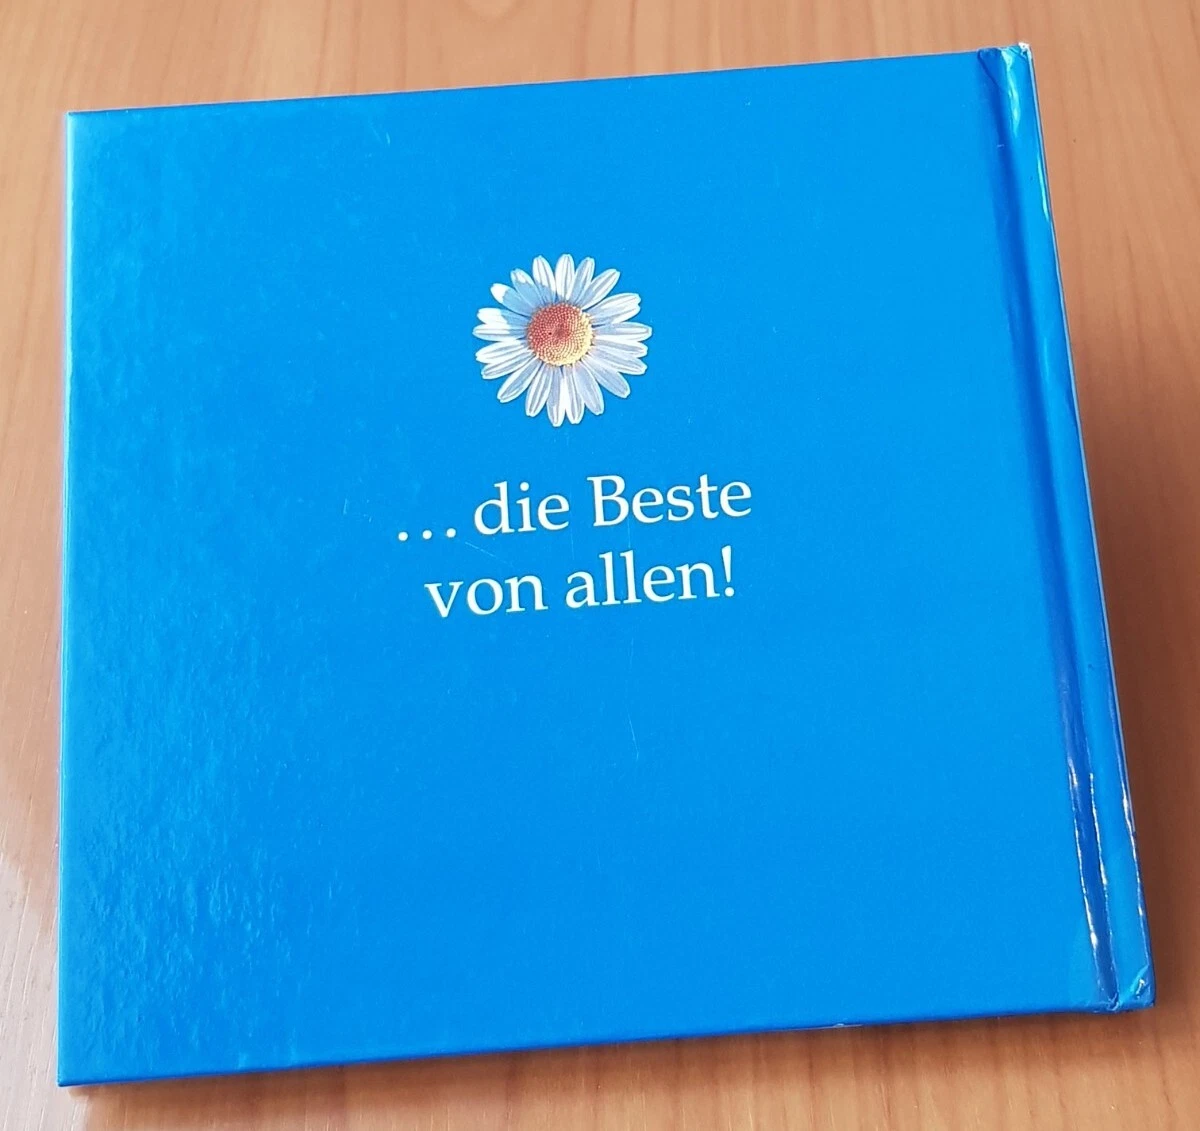 ... die Beste
von allen!